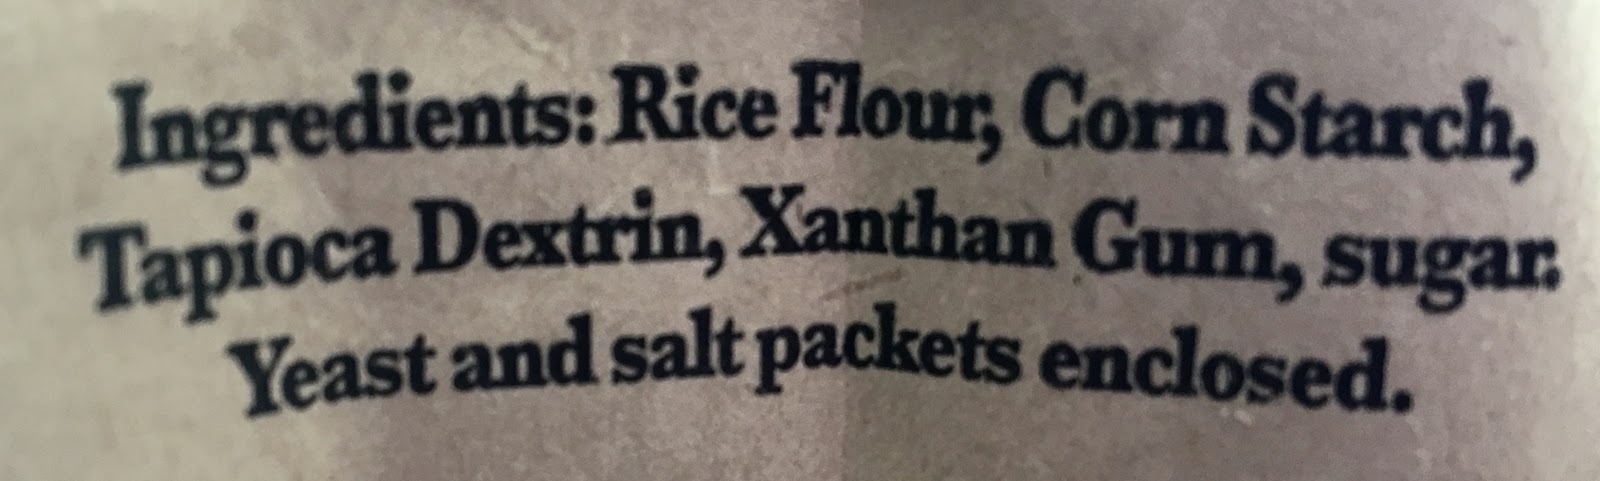 Ingredients: Rice Flour, Corn Starch,
Tapioca Dextrin, Xanthan Gum, sugar.
Yeast and salt packets enclosed.